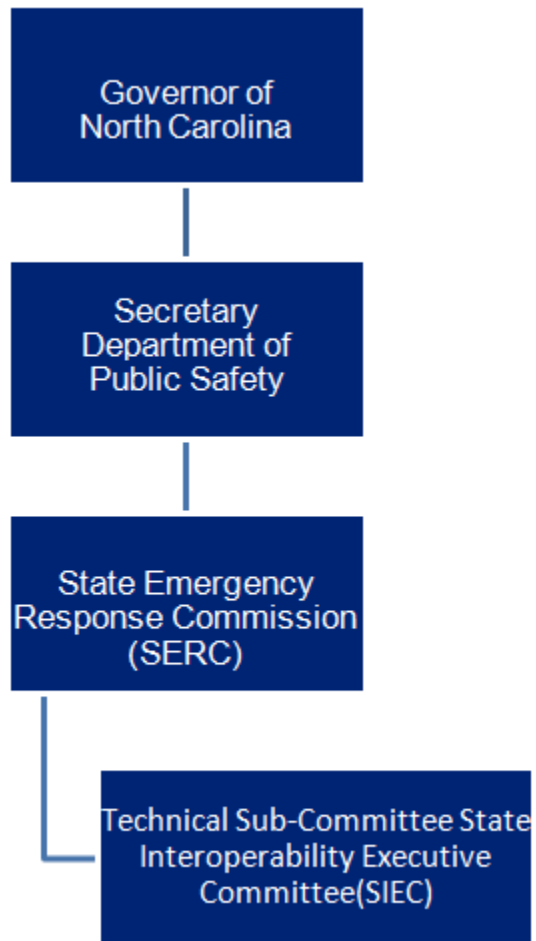 Governor of
North Carolina
Secretary
Department of
Public Safety
State Emergency
Response Commission
(SERC)
Technical Sub-Committee State
Interoperability Executive
Committee(SIEC)